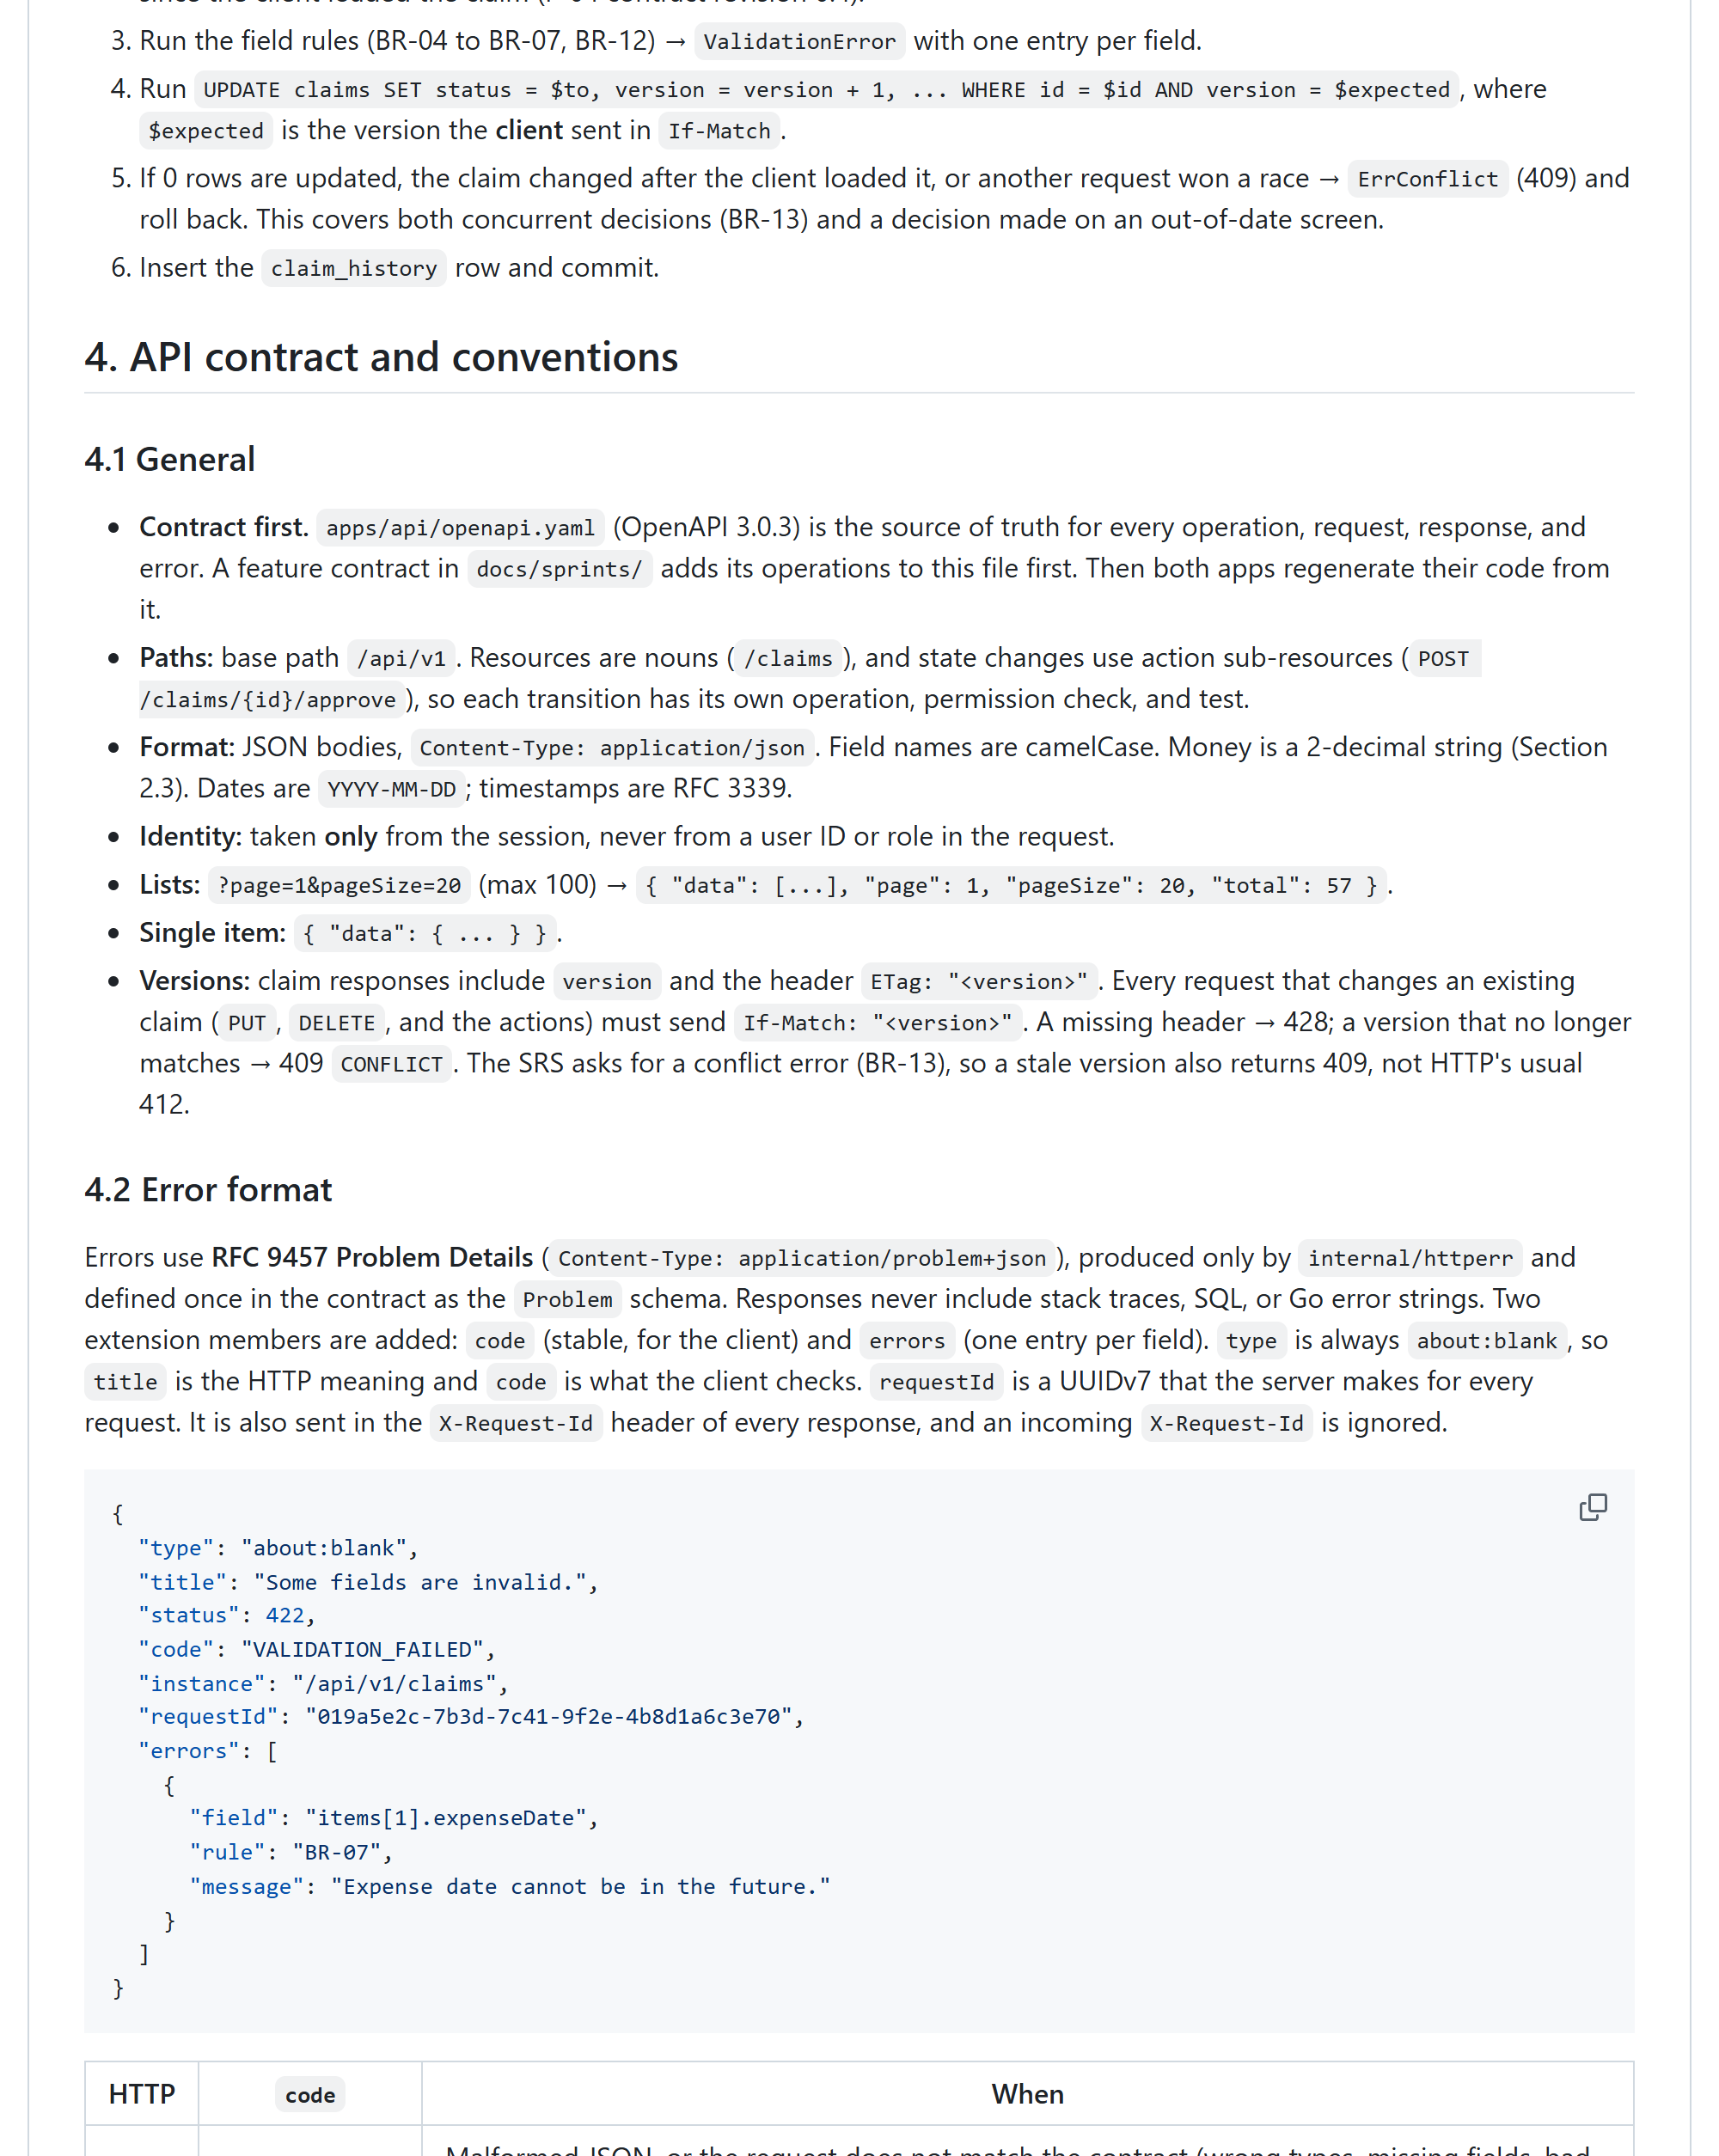 3. Run the field rules (BR-04 to BR-07, BR-12) → ValidationError with one entry per field.
4. Run UPDATE claims SET status = $to, version = version + 1, ... WHERE id = $id AND version = $expected , where
$expected is the version the client sent in If-Match .
5. If 0 rows are updated, the claim changed after the client loaded it, or another request won a race → ErrConflict (409) and
roll back. This covers both concurrent decisions (BR-13) and a decision made on an out-of-date screen.
6. Insert the claim_history row and commit.
4. API contract and conventions
4.1 General
• Contract first. apps/api/openapi.yaml (OpenAPI 3.0.3) is the source of truth for every operation, request, response, and
error. A feature contract in docs/sprints/ adds its operations to this file first. Then both apps regenerate their code from
it.
• Paths: base path /api/v1 . Resources are nouns ( /claims ), and state changes use action sub-resources ( POST
/claims/{id}/approve ), so each transition has its own operation, permission check, and test.
• Format: JSON bodies, Content-Type: application/json . Field names are camelCase. Money is a 2-decimal string (Section
2.3). Dates are YYYY-MM-DD ; timestamps are RFC 3339.
• Identity: taken only from the session, never from a user ID or role in the request.
• Lists: ?page=1&pageSize=20 (max 100) → { "data": [...], "page": 1, "pageSize": 20, "total": 57 } .
• Single item: { "data": { ... } } .
• Versions: claim responses include version and the header ETag: "<version>" . Every request that changes an existing
claim ( PUT , DELETE , and the actions) must send If-Match: "<version>" . A missing header → 428; a version that no longer
matches → 409 CONFLICT . The SRS asks for a conflict error (BR-13), so a stale version also returns 409, not HTTP's usual
412.
4.2 Error format
Errors use RFC 9457 Problem Details ( Content-Type: application/problem+json ), produced only by internal/httperr and
defined once in the contract as the Problem schema. Responses never include stack traces, SQL, or Go error strings. Two
extension members are added: code (stable, for the client) and errors (one entry per field). type is always about:blank , so
title is the HTTP meaning and code is what the client checks. requestId is a UUIDv7 that the server makes for every
request. It is also sent in the X-Request-Id header of every response, and an incoming X-Request-Id is ignored.
{
"type": "about:blank",
"title": "Some fields are invalid.",
"status": 422,
"code": "VALIDATION_FAILED",
"instance": "/api/v1/claims",
"requestId": "019a5e2c-7b3d-7c41-9f2e-4b8d1a6c3e70",
"errors": [
{
"field": "items[1].expenseDate",
"rule": "BR-07",
"message": "Expense date cannot be in the future."
}
]
}
HTTP code When